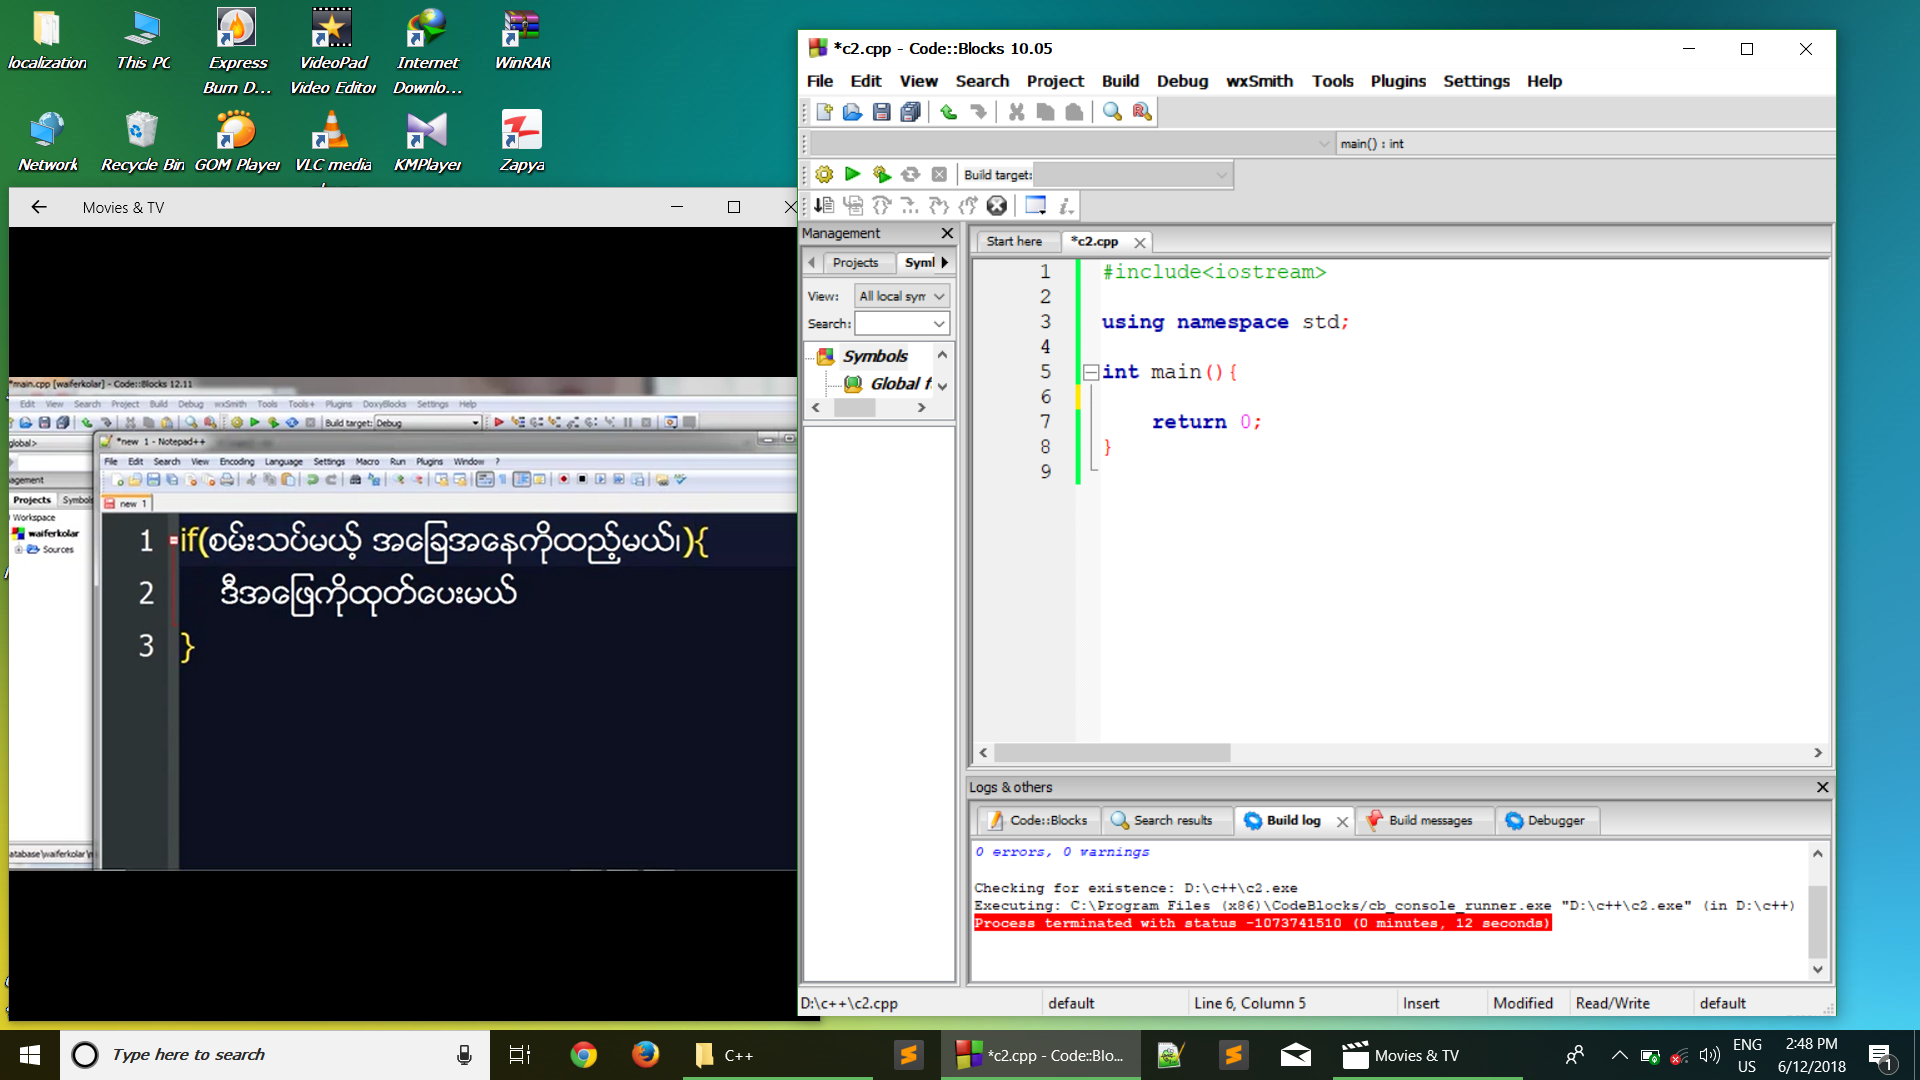 localization
This PC
Express
Burn D...
VideoPad
Video Editor
Internet
Downlo...
WinRAR
Network
Recycle Bin
GOM Player
VLC media
KMPlayer
Zapya
Movies & TV
*main.cpp [waiferkolar] - Code::Blocks 12.11
Edit View Search Project Build Debug wxSmith Tools Tools+ Plugins DoxyBlocks Settings Help
Build target: Debug
global>
*new 1 - Notepad++
File Edit Search View Encoding Language Settings Macro Run Plugins Window ?
agement
Projects Symbols
new 1
Workspace
waiferkolar
Sources
1 if(စမ်းသပ်မယ့် အခြေအနေကိုထည့်မယ်၊){
2 ဒီအဖြေကိုထုတ်ပေးမယ်
3 }
*c2.cpp - Code::Blocks 10.05
File Edit View Search Project Build Debug wxSmith Tools Plugins Settings Help
main() : int
Build target:
Management
Projects Syml
View: All local sym
Search:
Symbols
Global f
Start here *c2.cpp
1 #include<iostream>
2
3 using namespace std;
4
5 int main(){
6
7 return 0;
8 }
9
Logs & others
Code::Blocks Search results Build log Build messages Debugger
0 errors, 0 warnings
Checking for existence: D:\c++\c2.exe
Executing: C:\Program Files (x86)\CodeBlocks/cb_console_runner.exe "D:\c++\c2.exe" (in D:\c++)
Process terminated with status -1073741510 (0 minutes, 12 seconds)
D:\c++\c2.cpp default Line 6, Column 5 Insert Modified Read/Write default
Type here to search
C++
*c2.cpp - Code::Blo...
Movies & TV
ENG
US
2:48 PM
6/12/2018
1